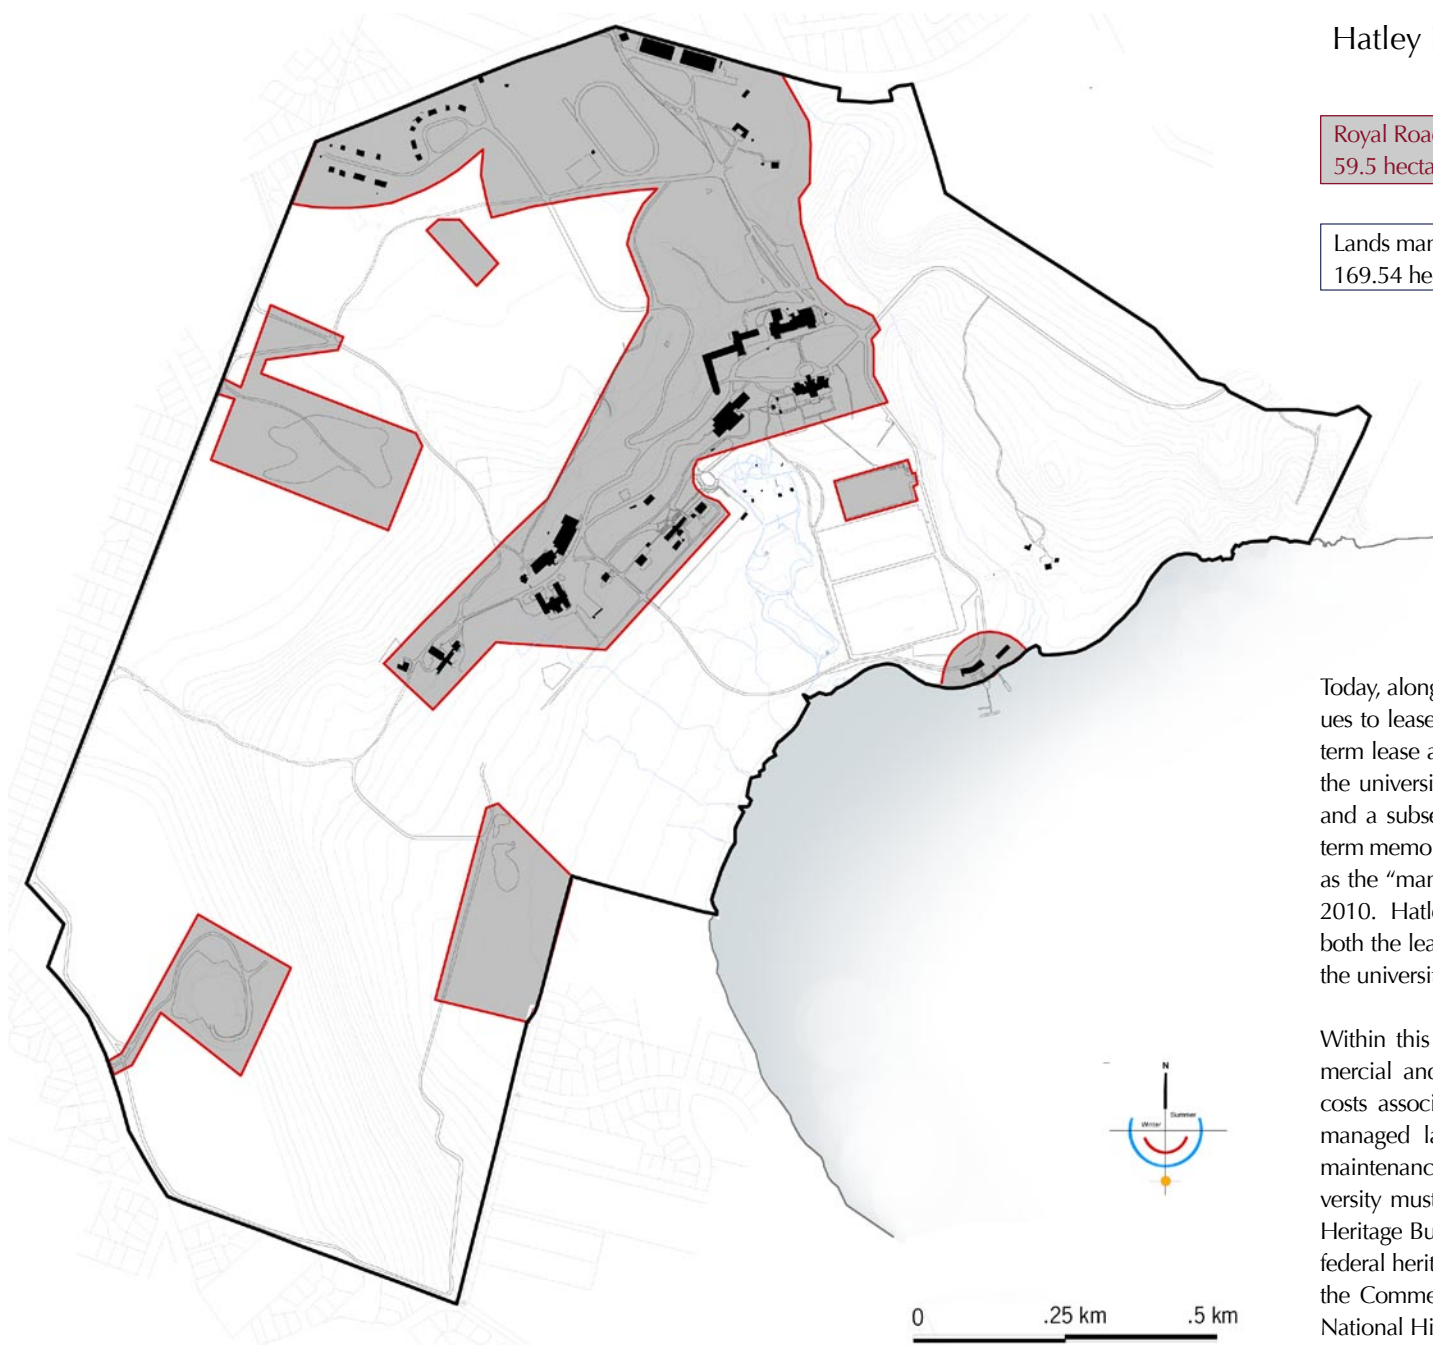 Hatley
Royal Roa
59.5 hecta
Lands mar
169.54 he
Today, along
ues to lease
term lease a
the universi
and a subse
term memo
as the “mar
2010. Hatl
both the lea
the universit
Within this
mercial and
costs associ
managed la
maintenanc
versity must
Heritage Bu
federal herit
the Comme
National Hi
N
Winter
Summer
0 .25 km .5 km